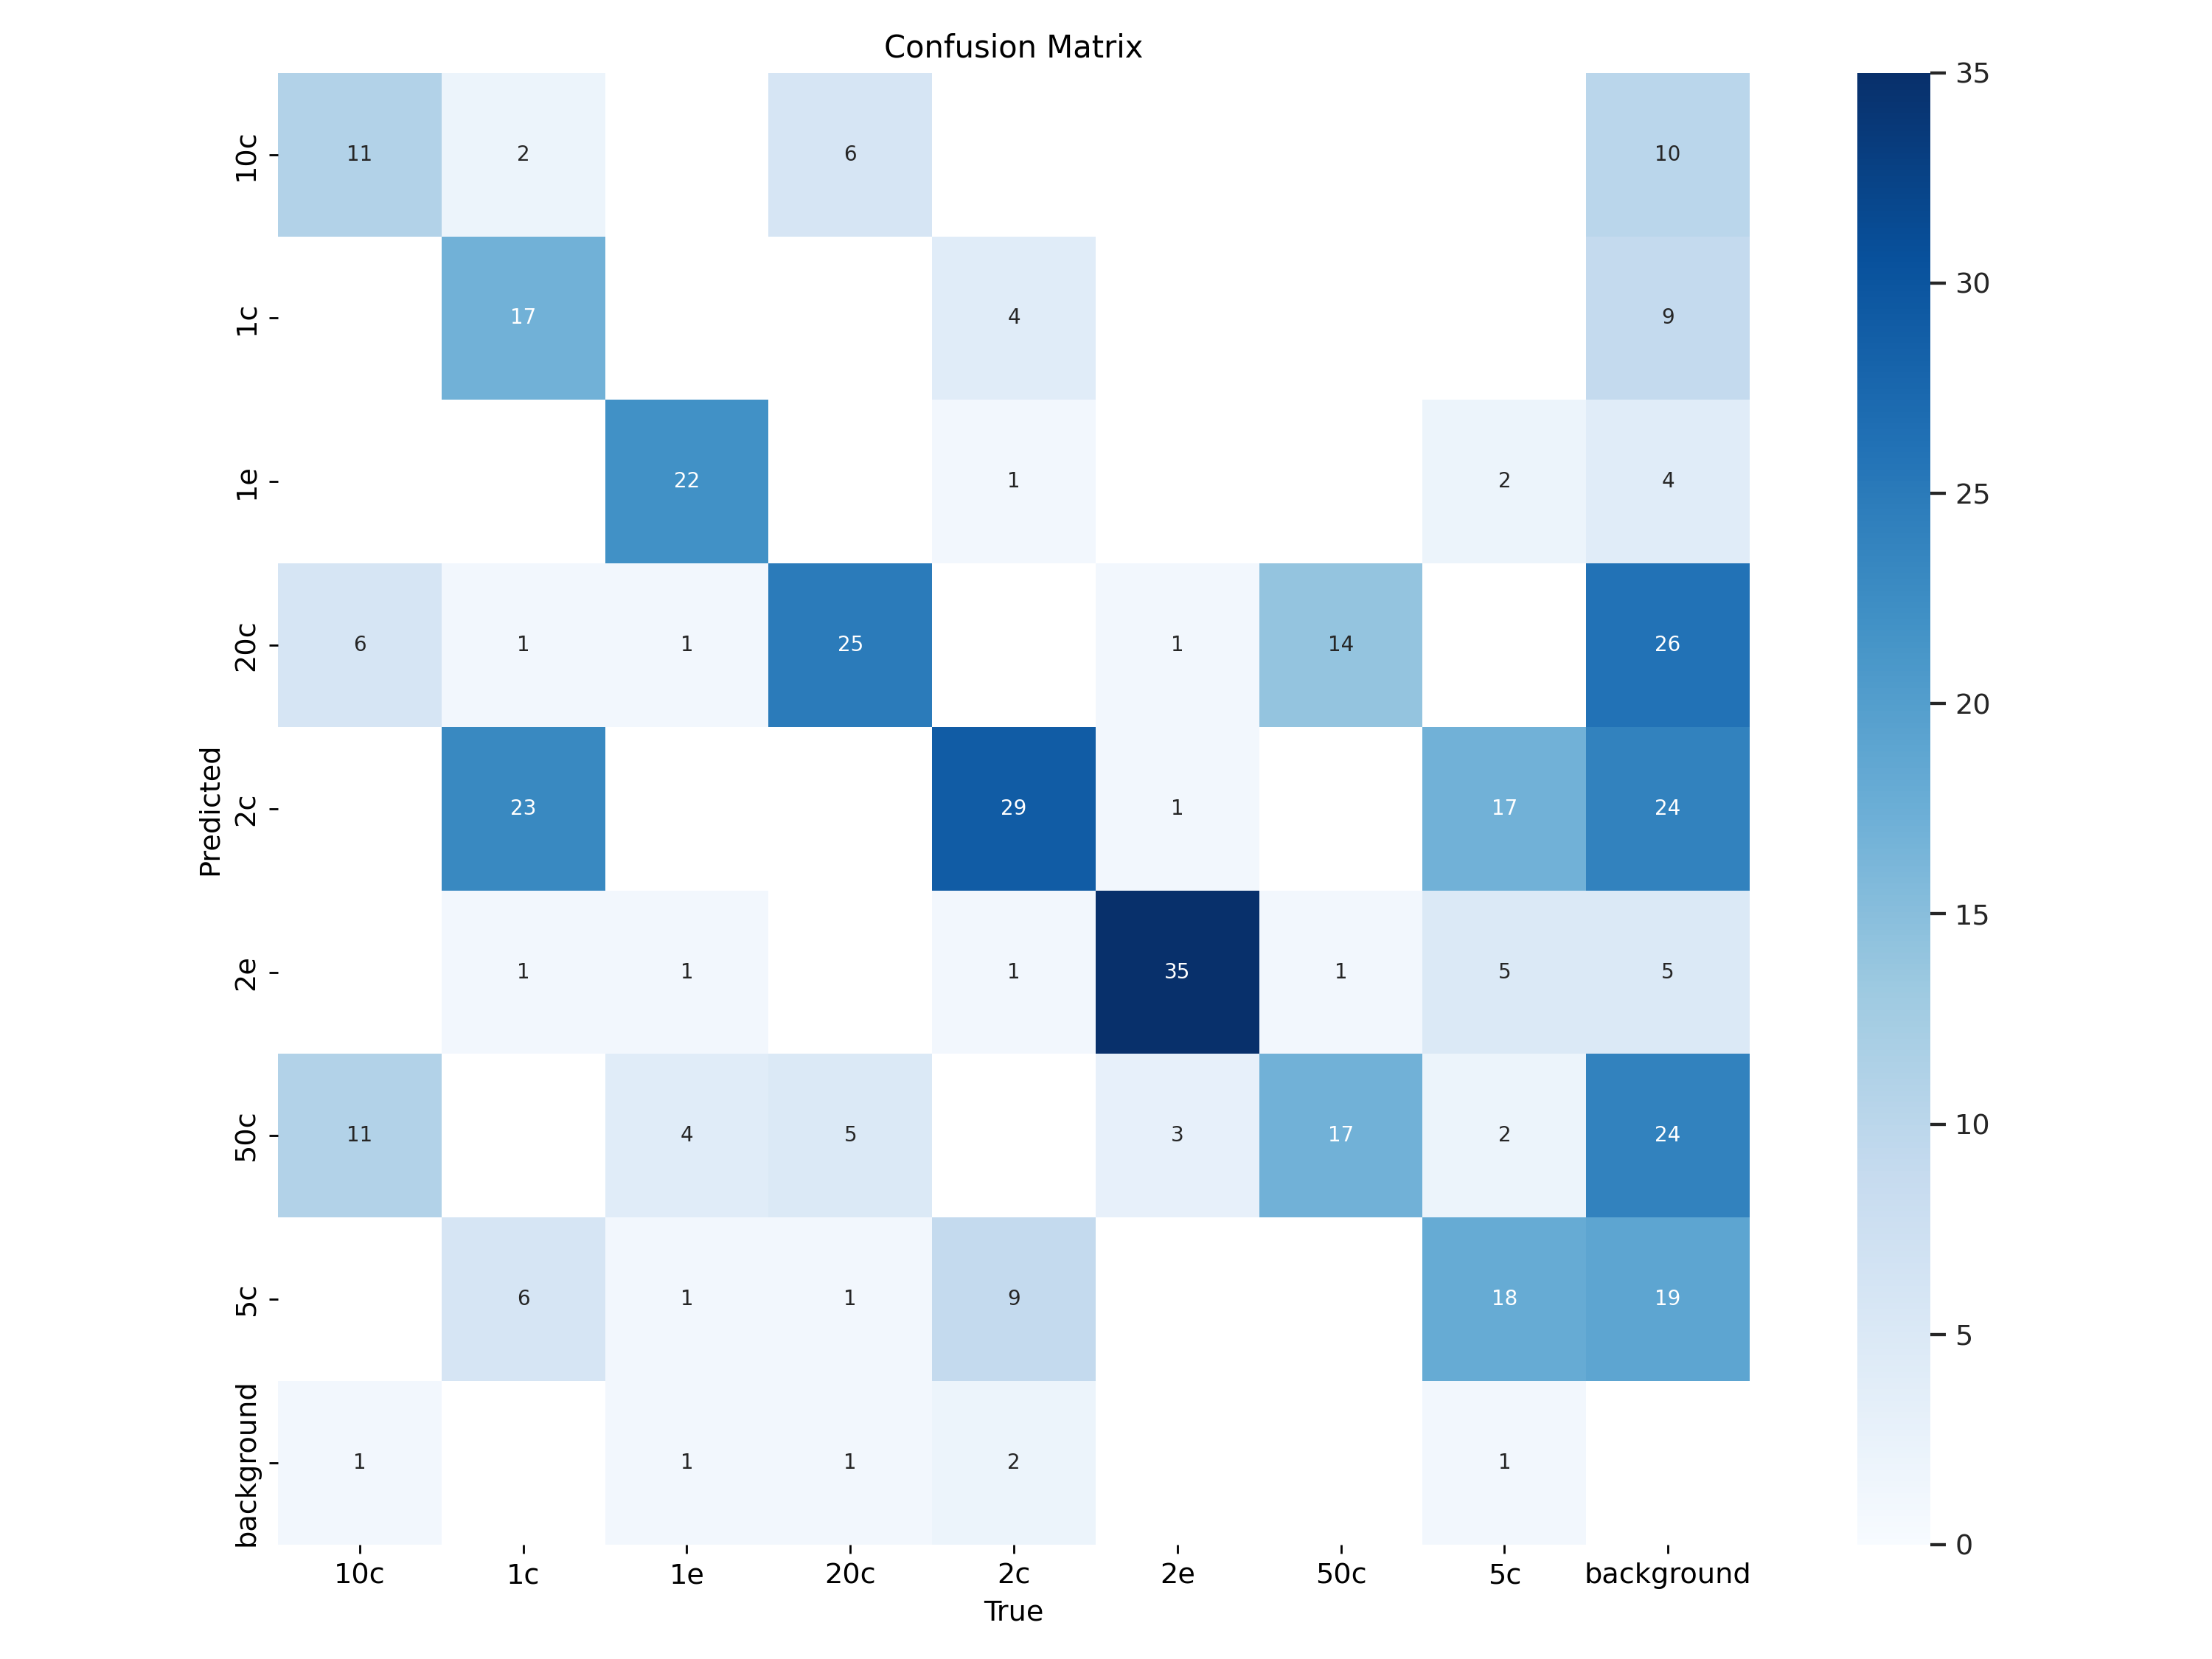 Confusion Matrix
10c 11 2 6 10
1c 17 4 9
1e 22 1 2 4
20c 6 1 1 25 1 14 26
2c 23 29 1 17 24
2e 1 1 1 35 1 5 5
50c 11 4 5 3 17 2 24
5c 6 1 1 9 18 19
background 1 1 1 2 1
10c 1c 1e 20c 2c 2e 50c 5c background
True
Predicted
35
30
25
20
15
10
5
0